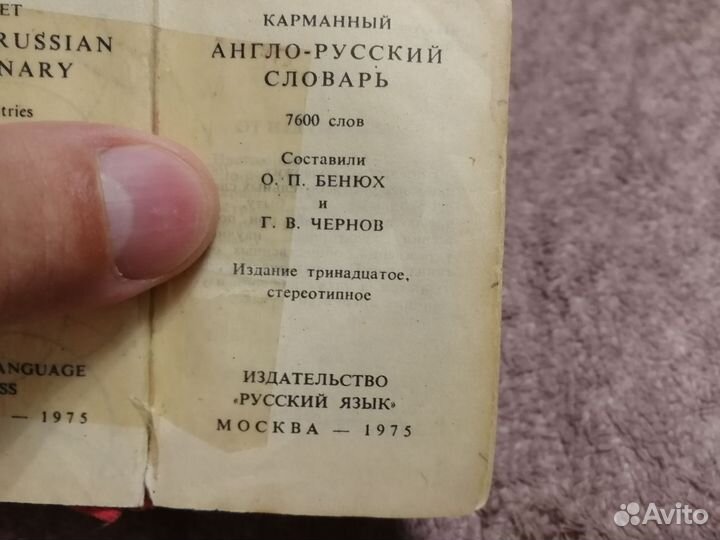 ET
RUSSIAN
NARY
tries
ANGUAGE
SS
— 1975
КАРМАННЫЙ
АНГЛО-РУССКИЙ
СЛОВАРЬ
7600 слов
Составили
О. П. БЕНЮХ
и
Г. В. ЧЕРНОВ
Издание тринадцатое,
стереотипное
ИЗДАТЕЛЬСТВО
«РУССКИЙ ЯЗЫК»
МОСКВА — 1975
Avito